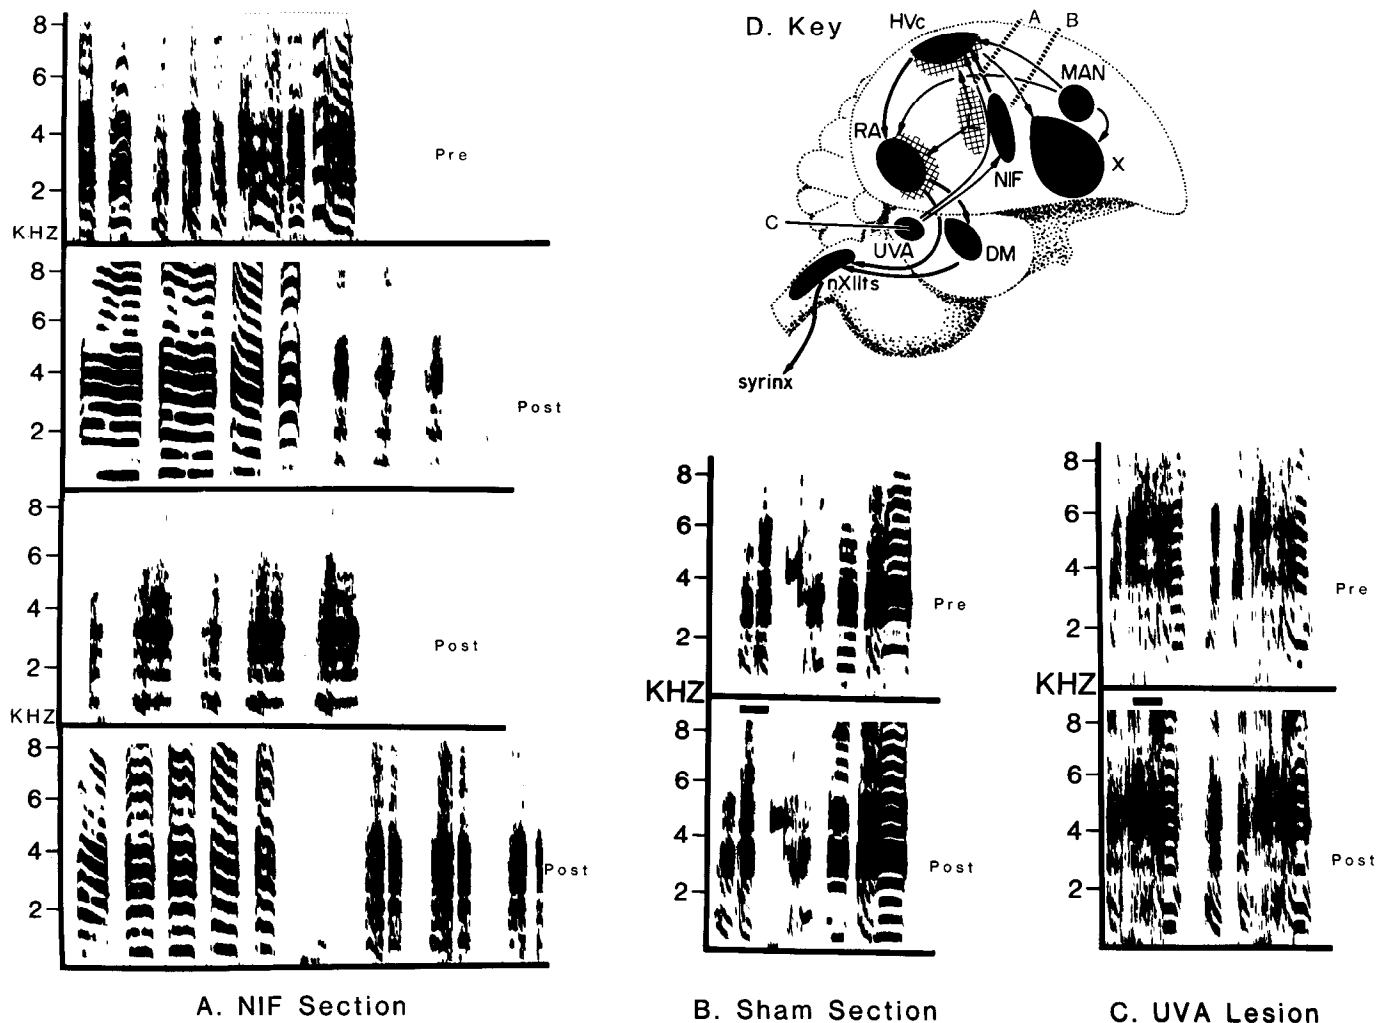 8
6
4
2
KHZ
Pre
8
6
4
2
Post
8
6
4
2
KHZ
Post
8
6
4
2
Post
A. NIF Section
D. Key
HVc
A
B
MAN
RA
NIF
X
C
UVA
DM
nXIIts
syrinx
8
6
4
2
KHZ
Pre
8
6
4
2
Post
B. Sham Section
8
6
4
2
KHZ
Pre
8
6
4
2
Post
C. UVA Lesion